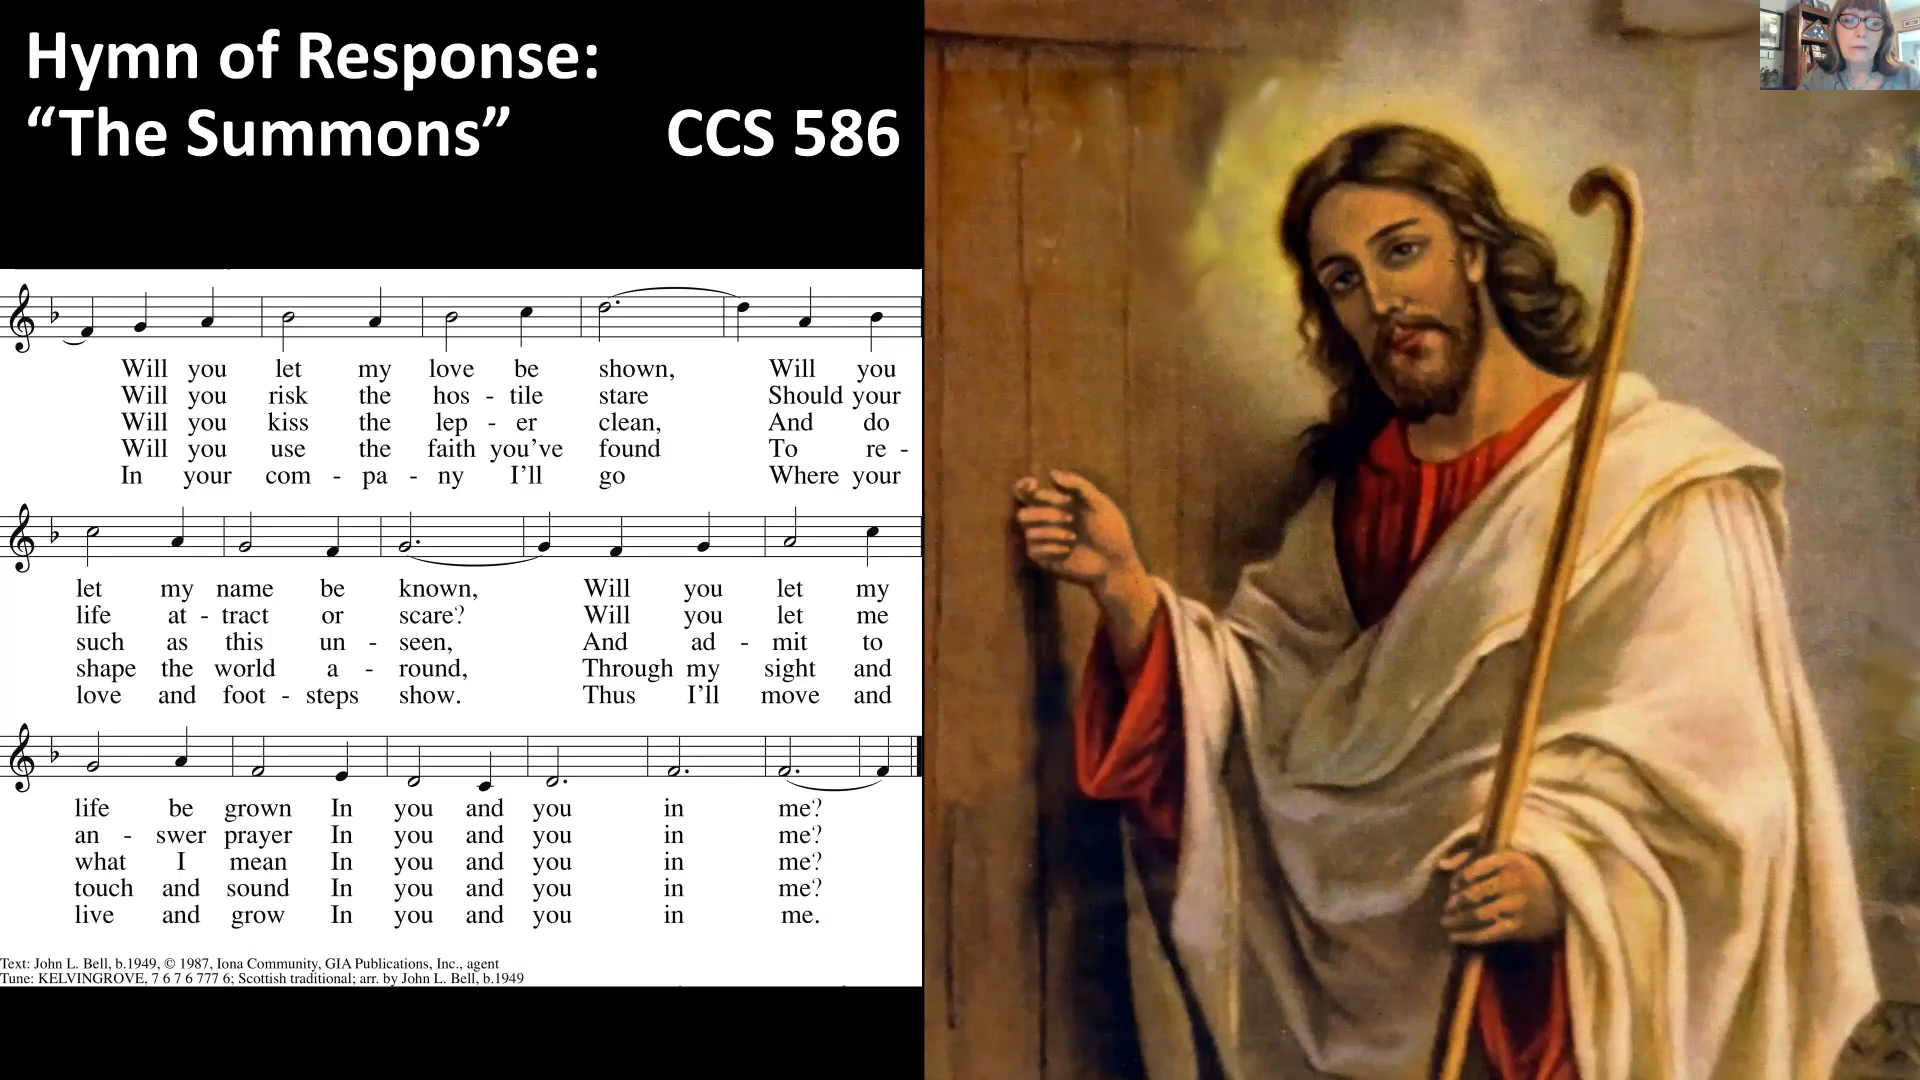 Hymn of Response:
“The Summons” CCS 586
Will you let my love be shown, Will you
Will you risk the hos - tile stare Should your
Will you kiss the lep - er clean, And do
Will you use the faith you’ve found To re -
In your com - pa - ny I’ll go Where your
let my name be known, Will you let my
life at - tract or scare? Will you let me
such as this un - seen, And ad - mit to
shape the world a - round, Through my sight and
love and foot - steps show. Thus I’ll move and
life be grown In you and you in me?
an - swer prayer In you and you in me?
what I mean In you and you in me?
touch and sound In you and you in me?
live and grow In you and you in me.
Text: John L. Bell, b.1949, © 1987, Iona Community, GIA Publications, Inc., agent
Tune: KELVINGROVE, 7 6 7 6 777 6; Scottish traditional; arr. by John L. Bell, b.1949